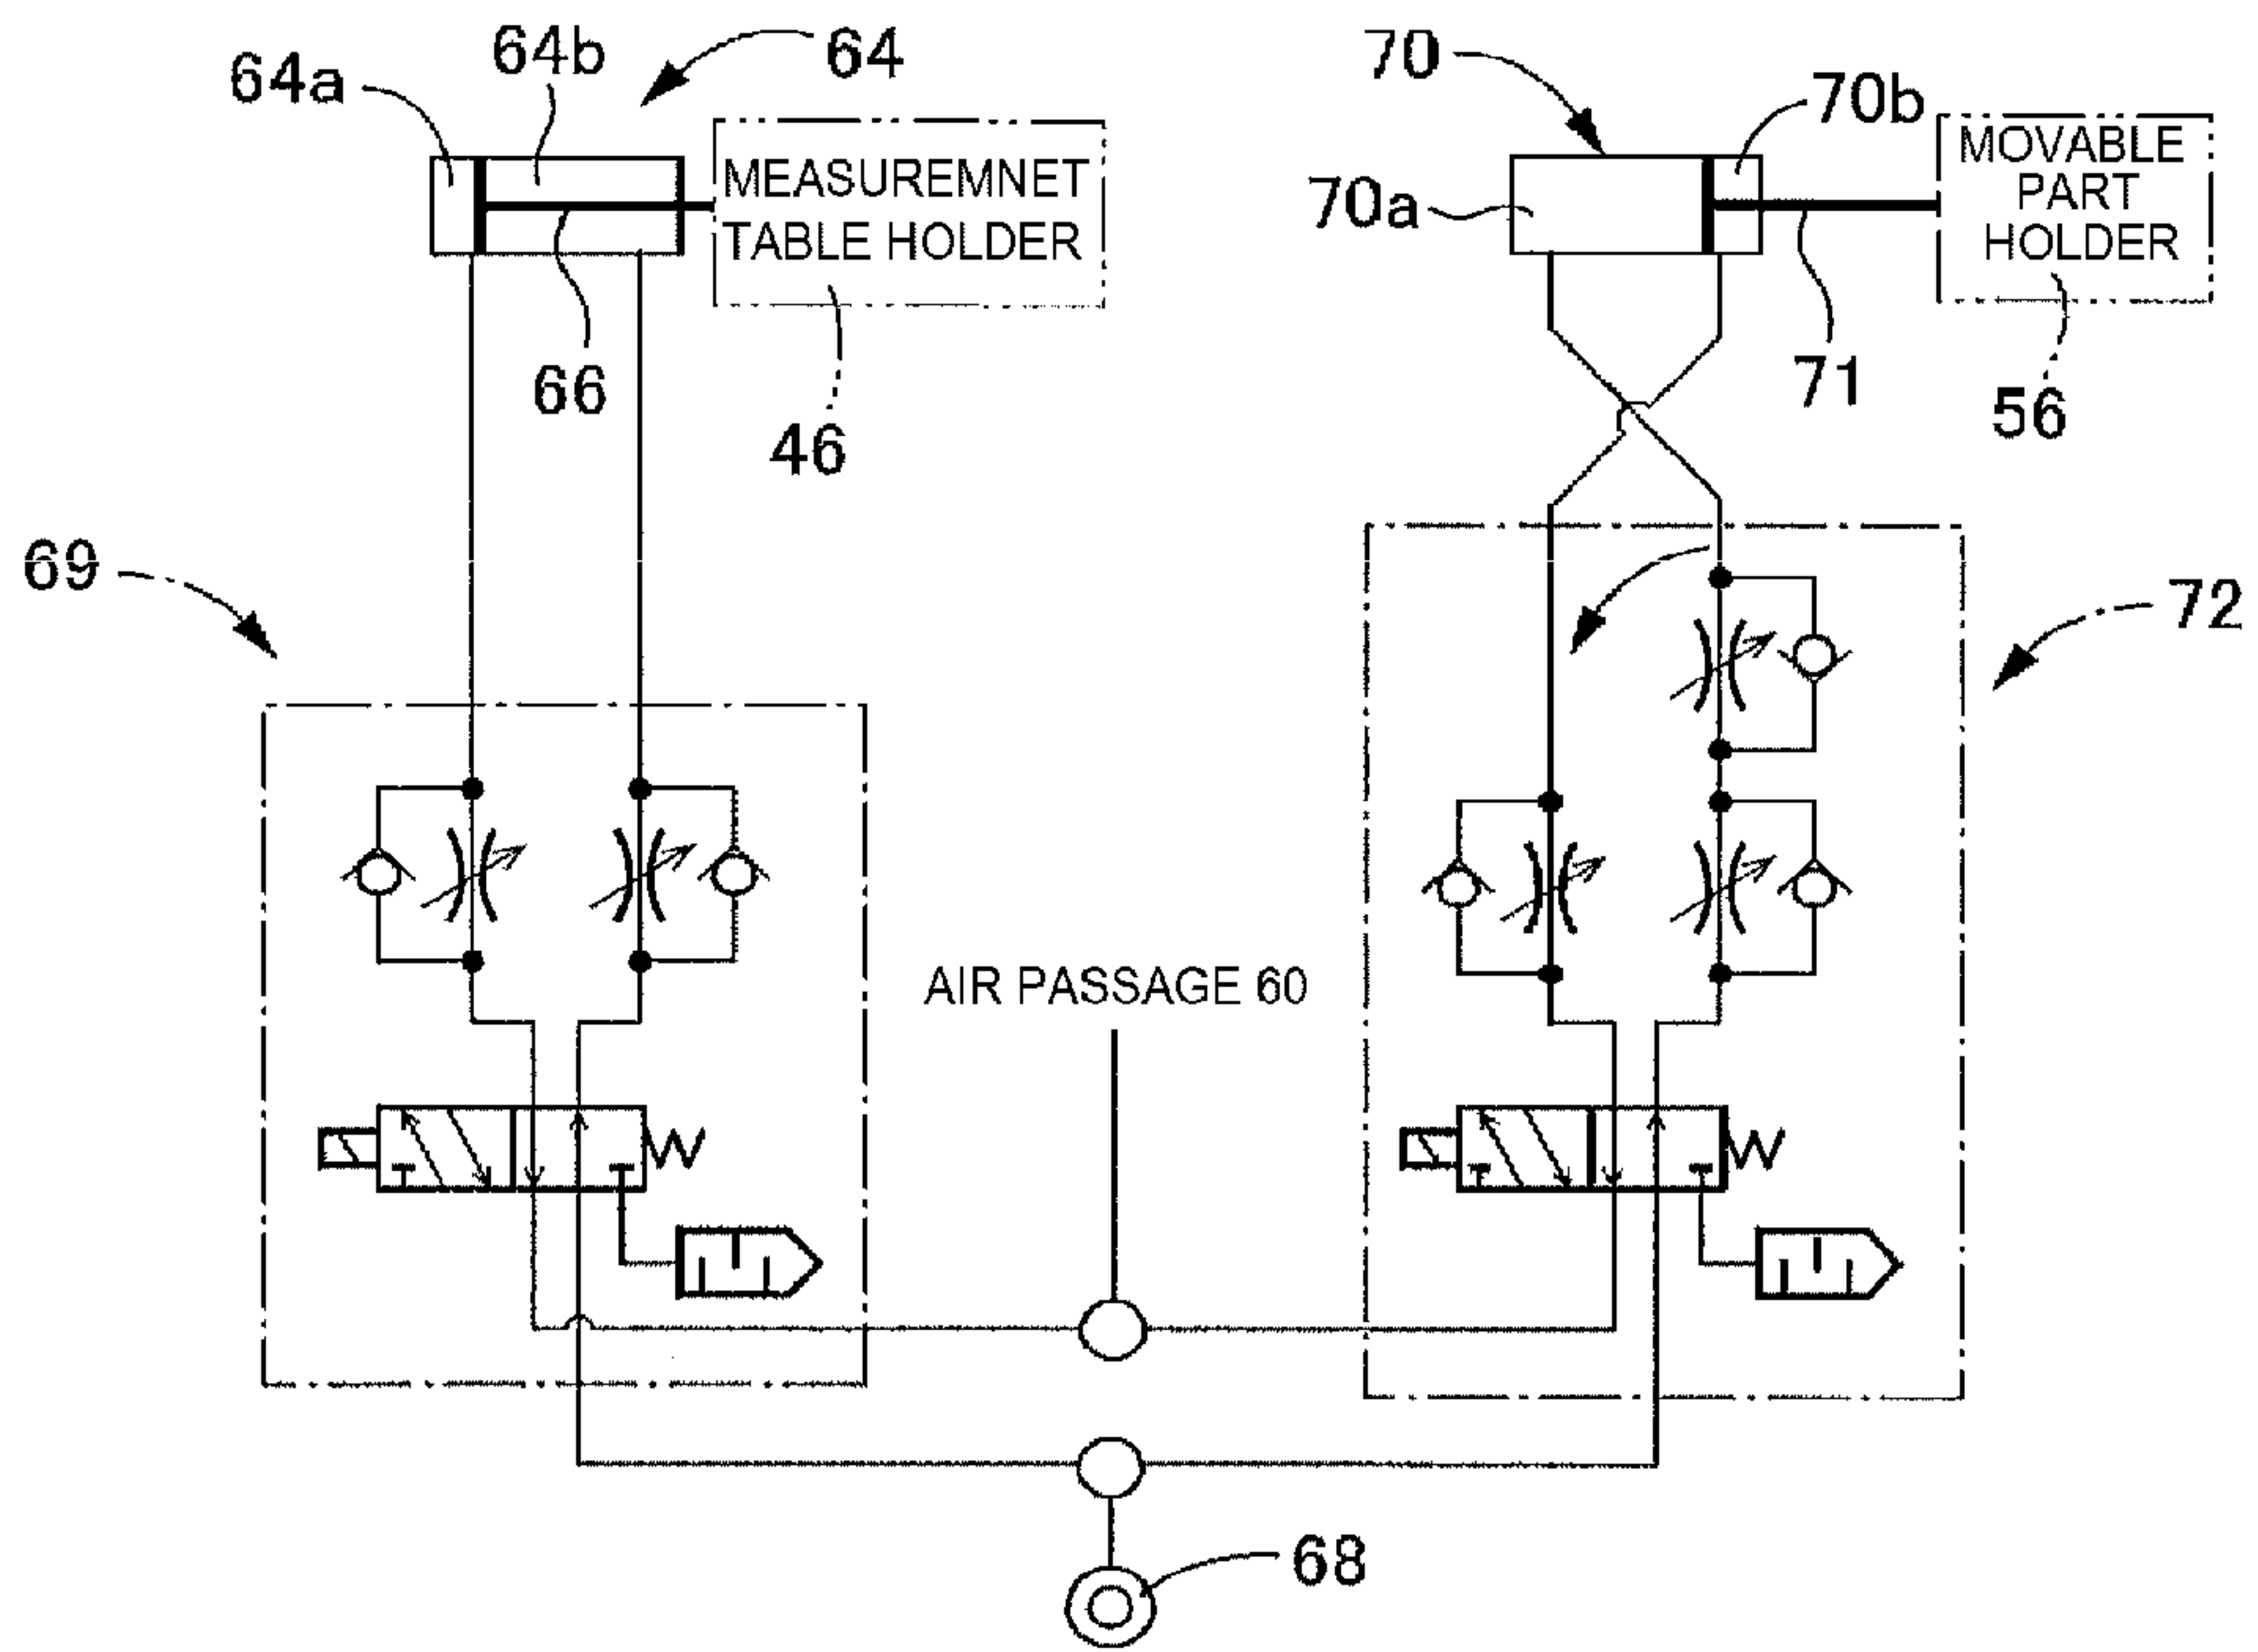 64a
64b
64
70
70b
MEASUREMNET
TABLE HOLDER
70a
MOVABLE
PART
HOLDER
66
46
71
56
69
72
AIR PASSAGE 60
68